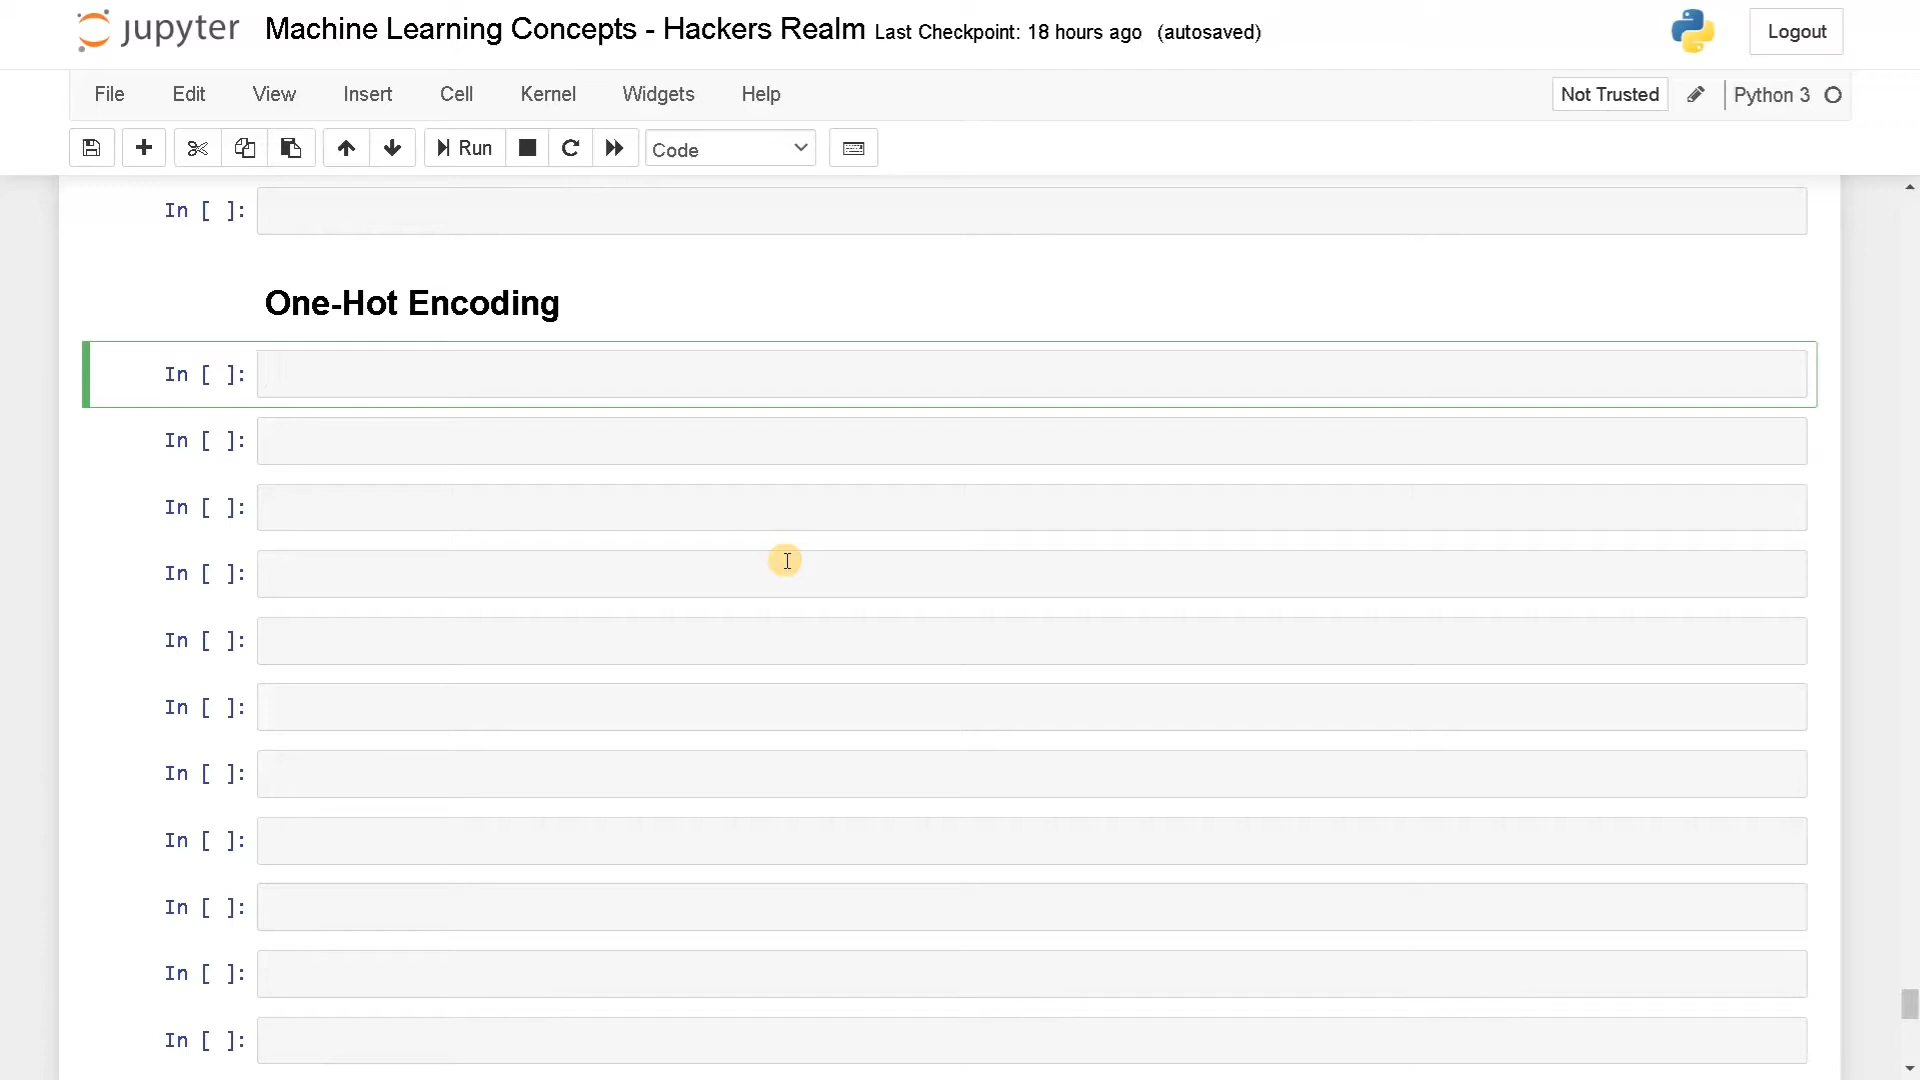 jupyter Machine Learning Concepts - Hackers Realm Last Checkpoint: 18 hours ago (autosaved) Logout
File Edit View Insert Cell Kernel Widgets Help Not Trusted Python 3
Run Code
In [ ]:
One-Hot Encoding
In [ ]:
In [ ]:
In [ ]:
In [ ]:
In [ ]:
In [ ]:
In [ ]:
In [ ]:
In [ ]:
In [ ]:
In [ ]: